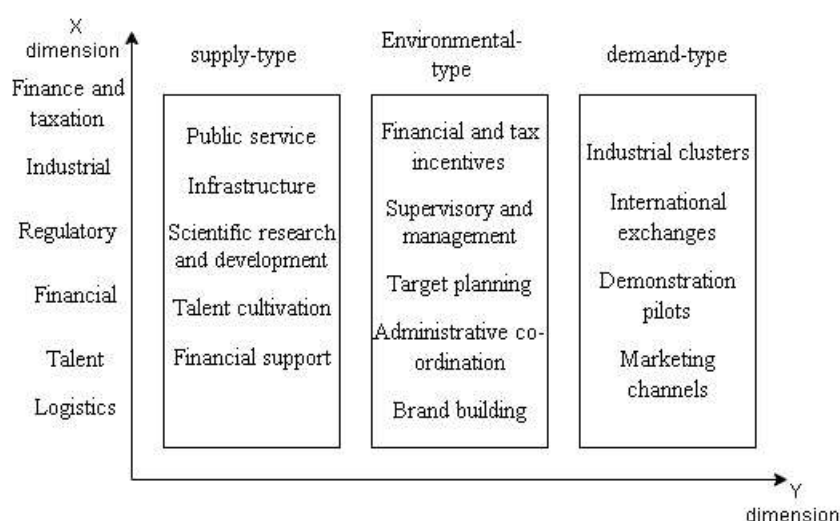 X
dimension
Finance and
taxation
Industrial
Regulatory
Financial
Talent
Logistics
supply-type
Public service
Infrastructure
Scientific research
and development
Talent cultivation
Financial support
Environmental-
type
Financial and tax
incentives
Supervisory and
management
Target planning
Administrative co-
ordination
Brand building
demand-type
Industrial clusters
International
exchanges
Demonstration
pilots
Marketing
channels
Y
dimension